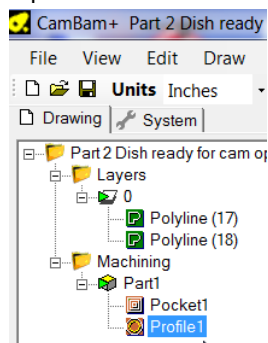 CamBam+ Part 2 Dish ready
File View Edit Draw
Units Inches
Drawing System
Part 2 Dish ready for cam op
Layers
0
Polyline (17)
Polyline (18)
Machining
Part1
Pocket1
Profile1